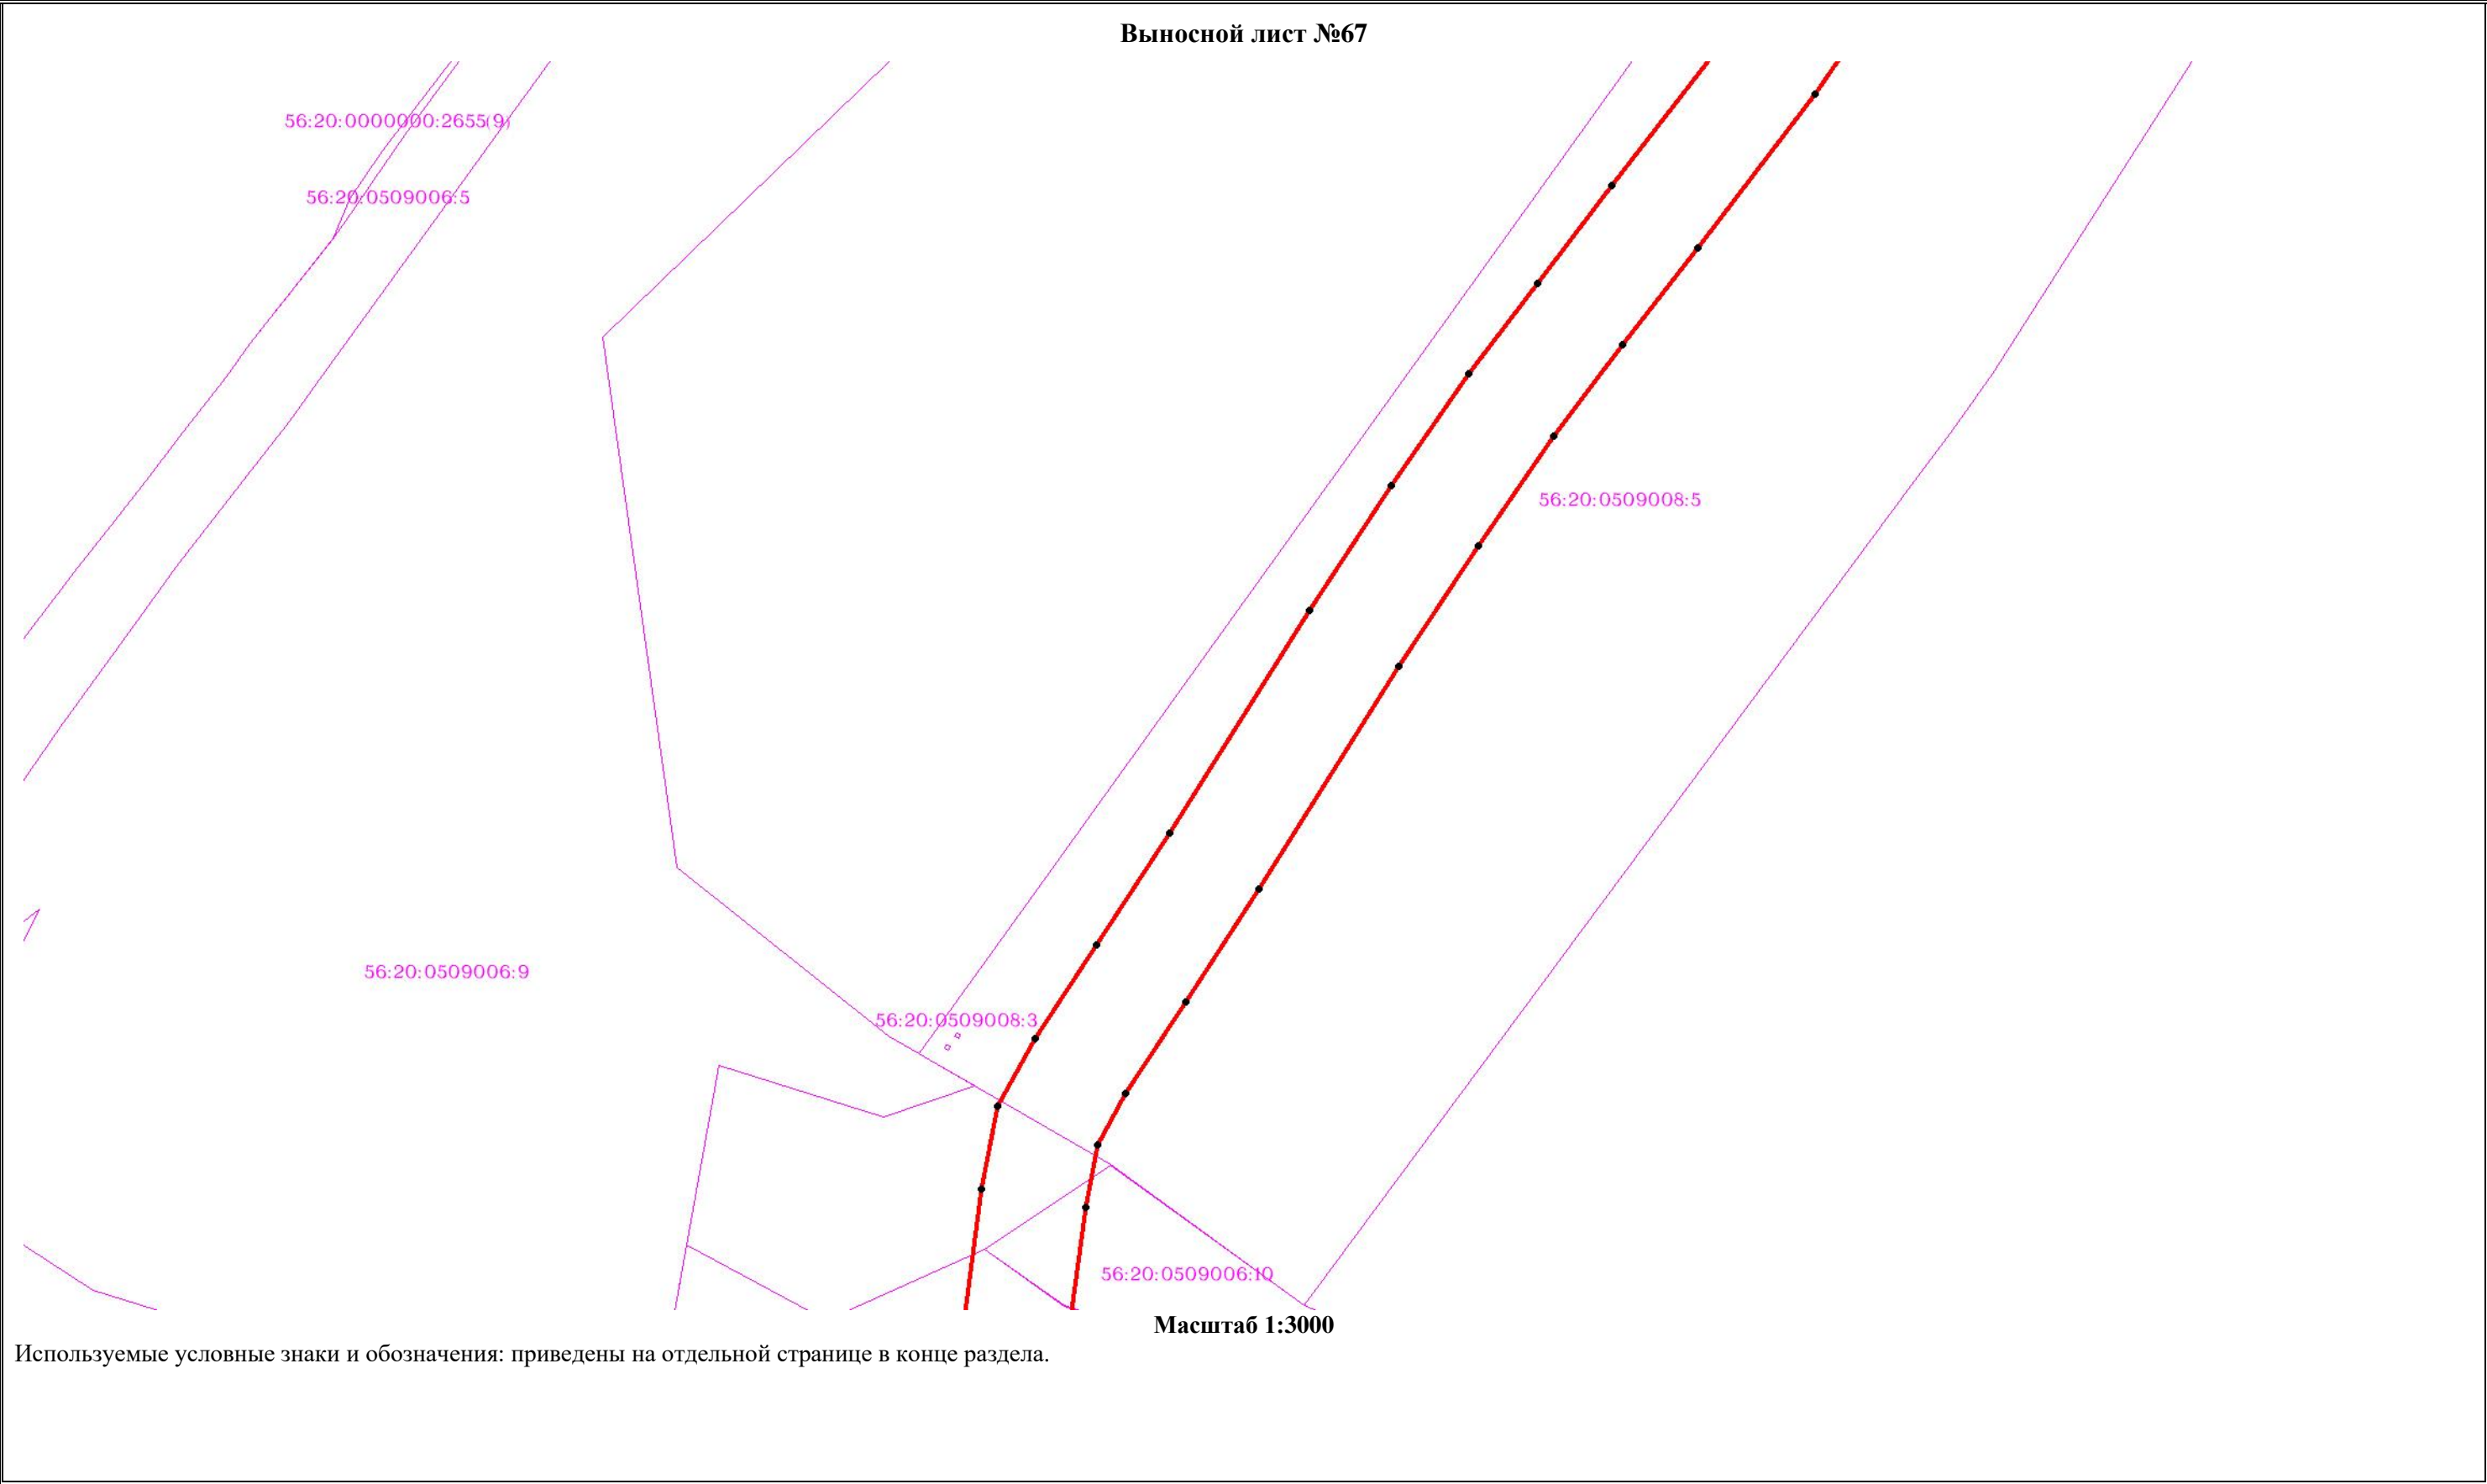 Выносной лист №67
56:20:0000000:2655(9)
56:20:0509006:5
56:20:0509008:5
56:20:0509006:9
56:20:0509008:3
56:20:0509006:10
Масштаб 1:3000
Используемые условные знаки и обозначения: приведены на отдельной странице в конце раздела.